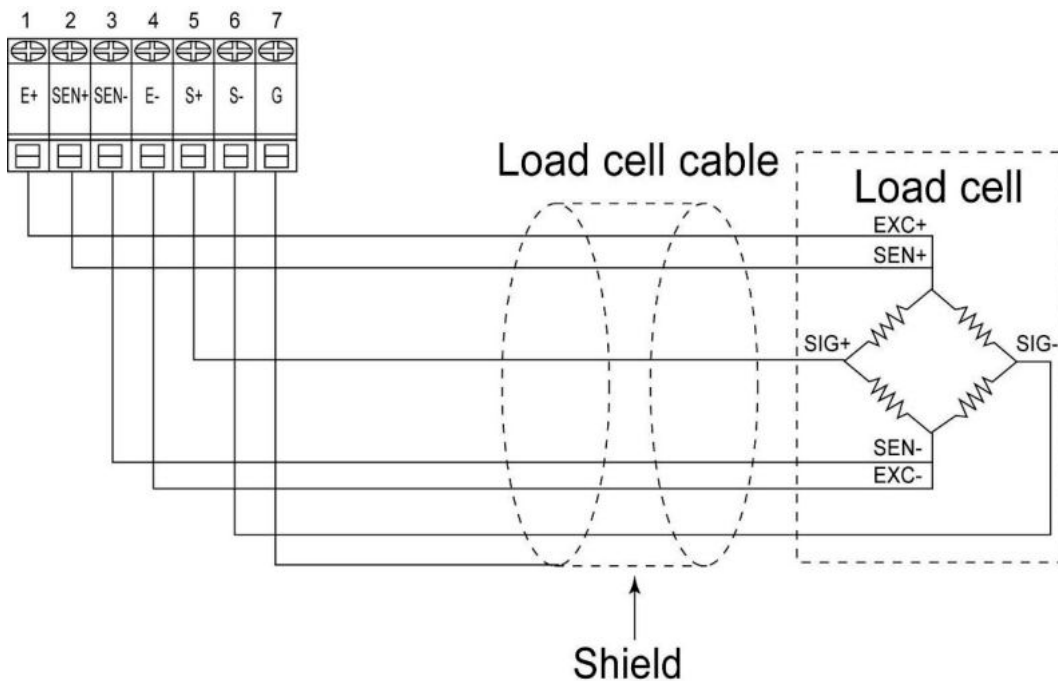 1 2 3 4 5 6 7
E+ SEN+ SEN- E- S+ S- G
Load cell cable
Load cell
EXC+
SEN+
SIG+ SIG-
SEN-
EXC-
Shield